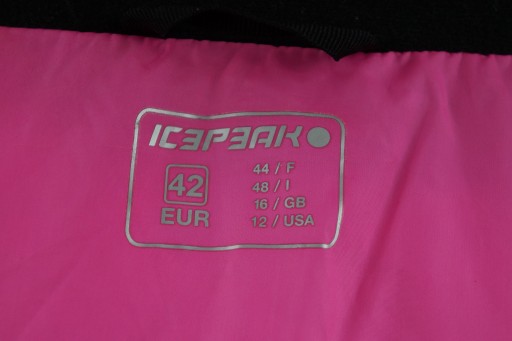 ICEPEAK
42
EUR
44 / F
48 / I
16 / GB
12 / USA